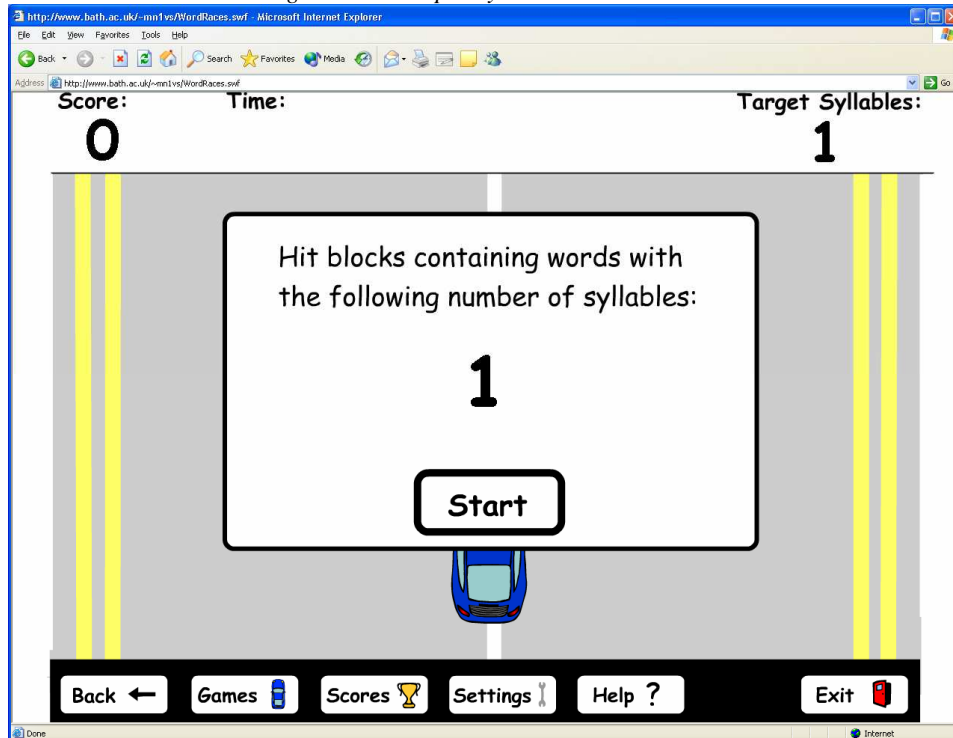 http://www.bath.ac.uk/~mn1vs/WordRaces.swf - Microsoft Internet Explorer
File Edit View Favorites Tools Help
Back Search Favorites Media
Address http://www.bath.ac.uk/~mn1vs/WordRaces.swf Go
Score: Time: Target Syllables:
0 1
Hit blocks containing words with
the following number of syllables:
1
Start
Back Games Scores Settings Help ? Exit
Done Internet